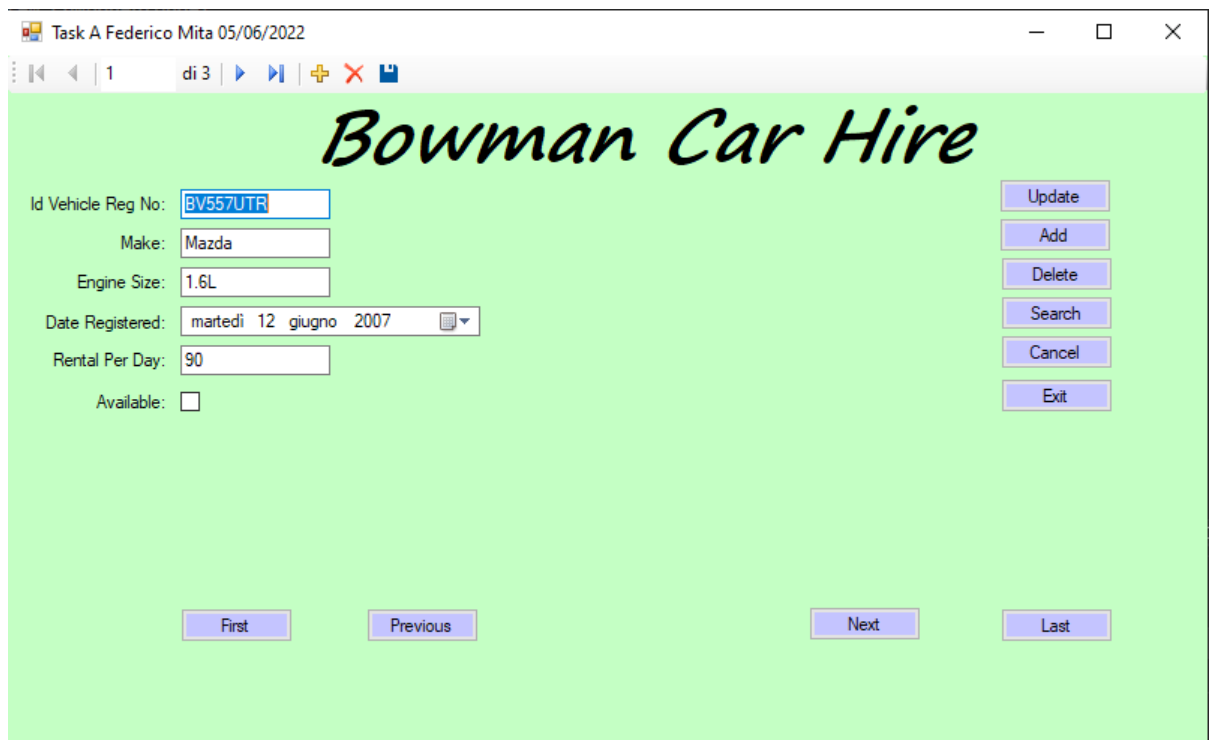 Task A Federico Mita 05/06/2022
1 di 3
Bowman Car Hire
Id Vehicle Reg No: BV557UTR
Update
Make: Mazda
Add
Engine Size: 1.6L
Delete
Date Registered: martedì 12 giugno 2007
Search
Rental Per Day: 90
Cancel
Available:
Exit
First Previous Next Last